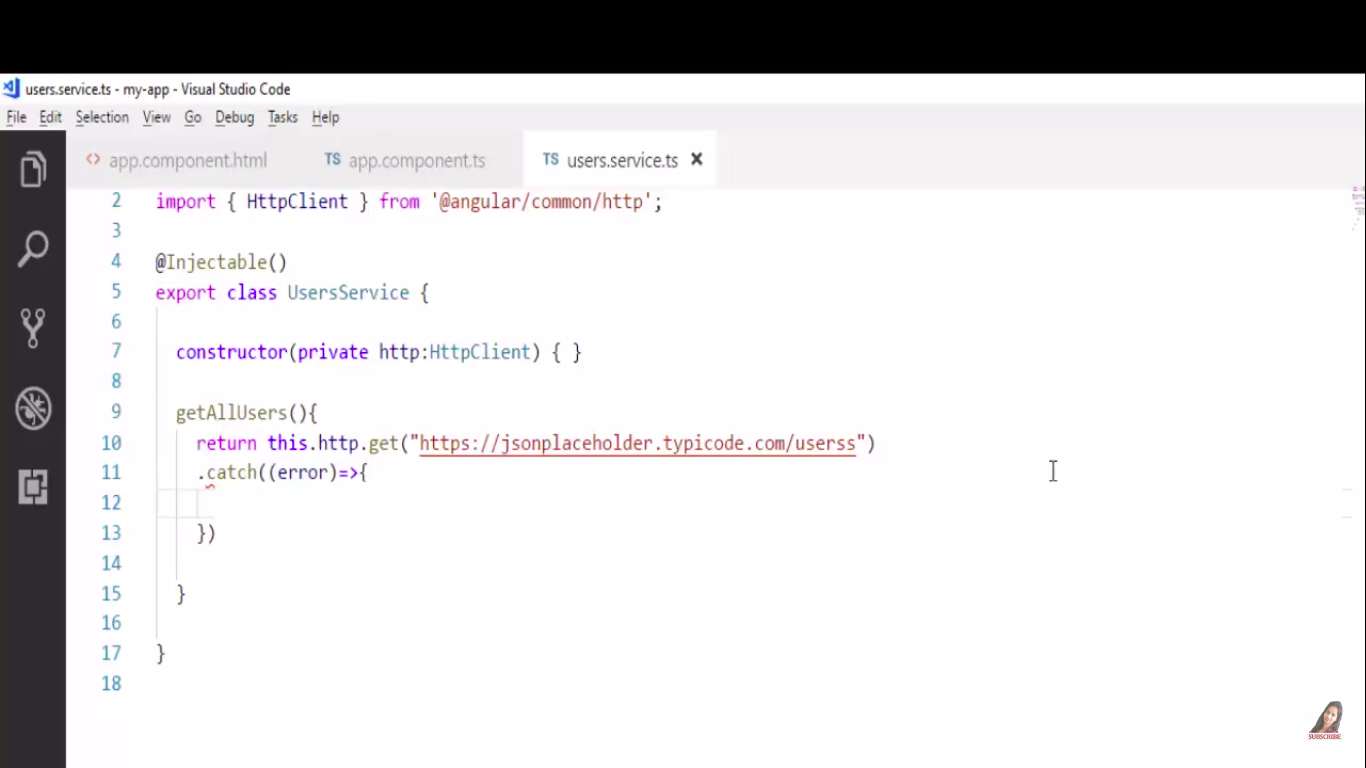 users.service.ts - my-app - Visual Studio Code
File Edit Selection View Go Debug Tasks Help
<> app.component.html TS app.component.ts TS users.service.ts ×
2 import { HttpClient } from '@angular/common/http';
3
4 @Injectable()
5 export class UsersService {
6
7 constructor(private http:HttpClient) { }
8
9 getAllUsers(){
10 return this.http.get("https://jsonplaceholder.typicode.com/userss")
11 .catch((error)=>{
12
13 })
14
15 }
16
17 }
18
SUBSCRIBE